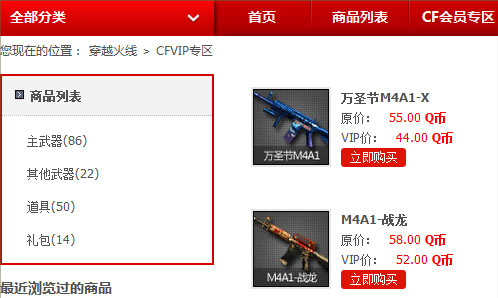 全部分类 首页 商品列表 CF会员专区
您现在的位置： 穿越火线 > CFVIP专区
商品列表
主武器(86)
其他武器(22)
道具(50)
礼包(14)
最近浏览过的商品
万圣节M4A1
万圣节M4A1-X
原价： 55.00 Q币
VIP价： 44.00 Q币
立即购买
M4A1-战龙
M4A1-战龙
原价： 58.00 Q币
VIP价： 52.00 Q币
立即购买